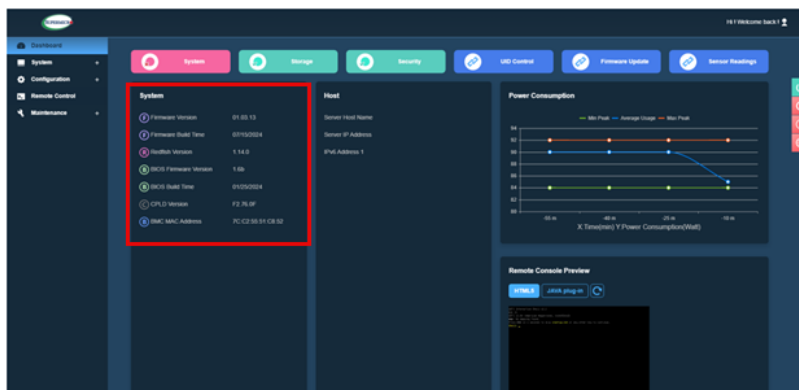 SUPERMICRO
Hi ! Welcome back !
Dashboard
System +
Configuration +
Remote Control
Maintenance +
System
Storage
Security
UID Control
Firmware Update
Sensor Readings
System
Firmware Version 01.03.13
Firmware Build Time 07/15/2024
Redfish Version 1.14.0
BIOS Firmware Version 1.6b
BIOS Build Time 01/25/2024
CPLD Version F2.76.0F
BMC MAC Address 7C:C2:55:51:C8:52
Host
Server Host Name
Server IP Address
IPv6 Address 1
Power Consumption
Min Peak Average Usage Max Peak
94
92
90
88
86
84
82
80
-55 m -40 m -25 m -10 m
X:Time(min) Y:Power Consumption(Watt)
Remote Console Preview
HTML5 JAVA plug-in